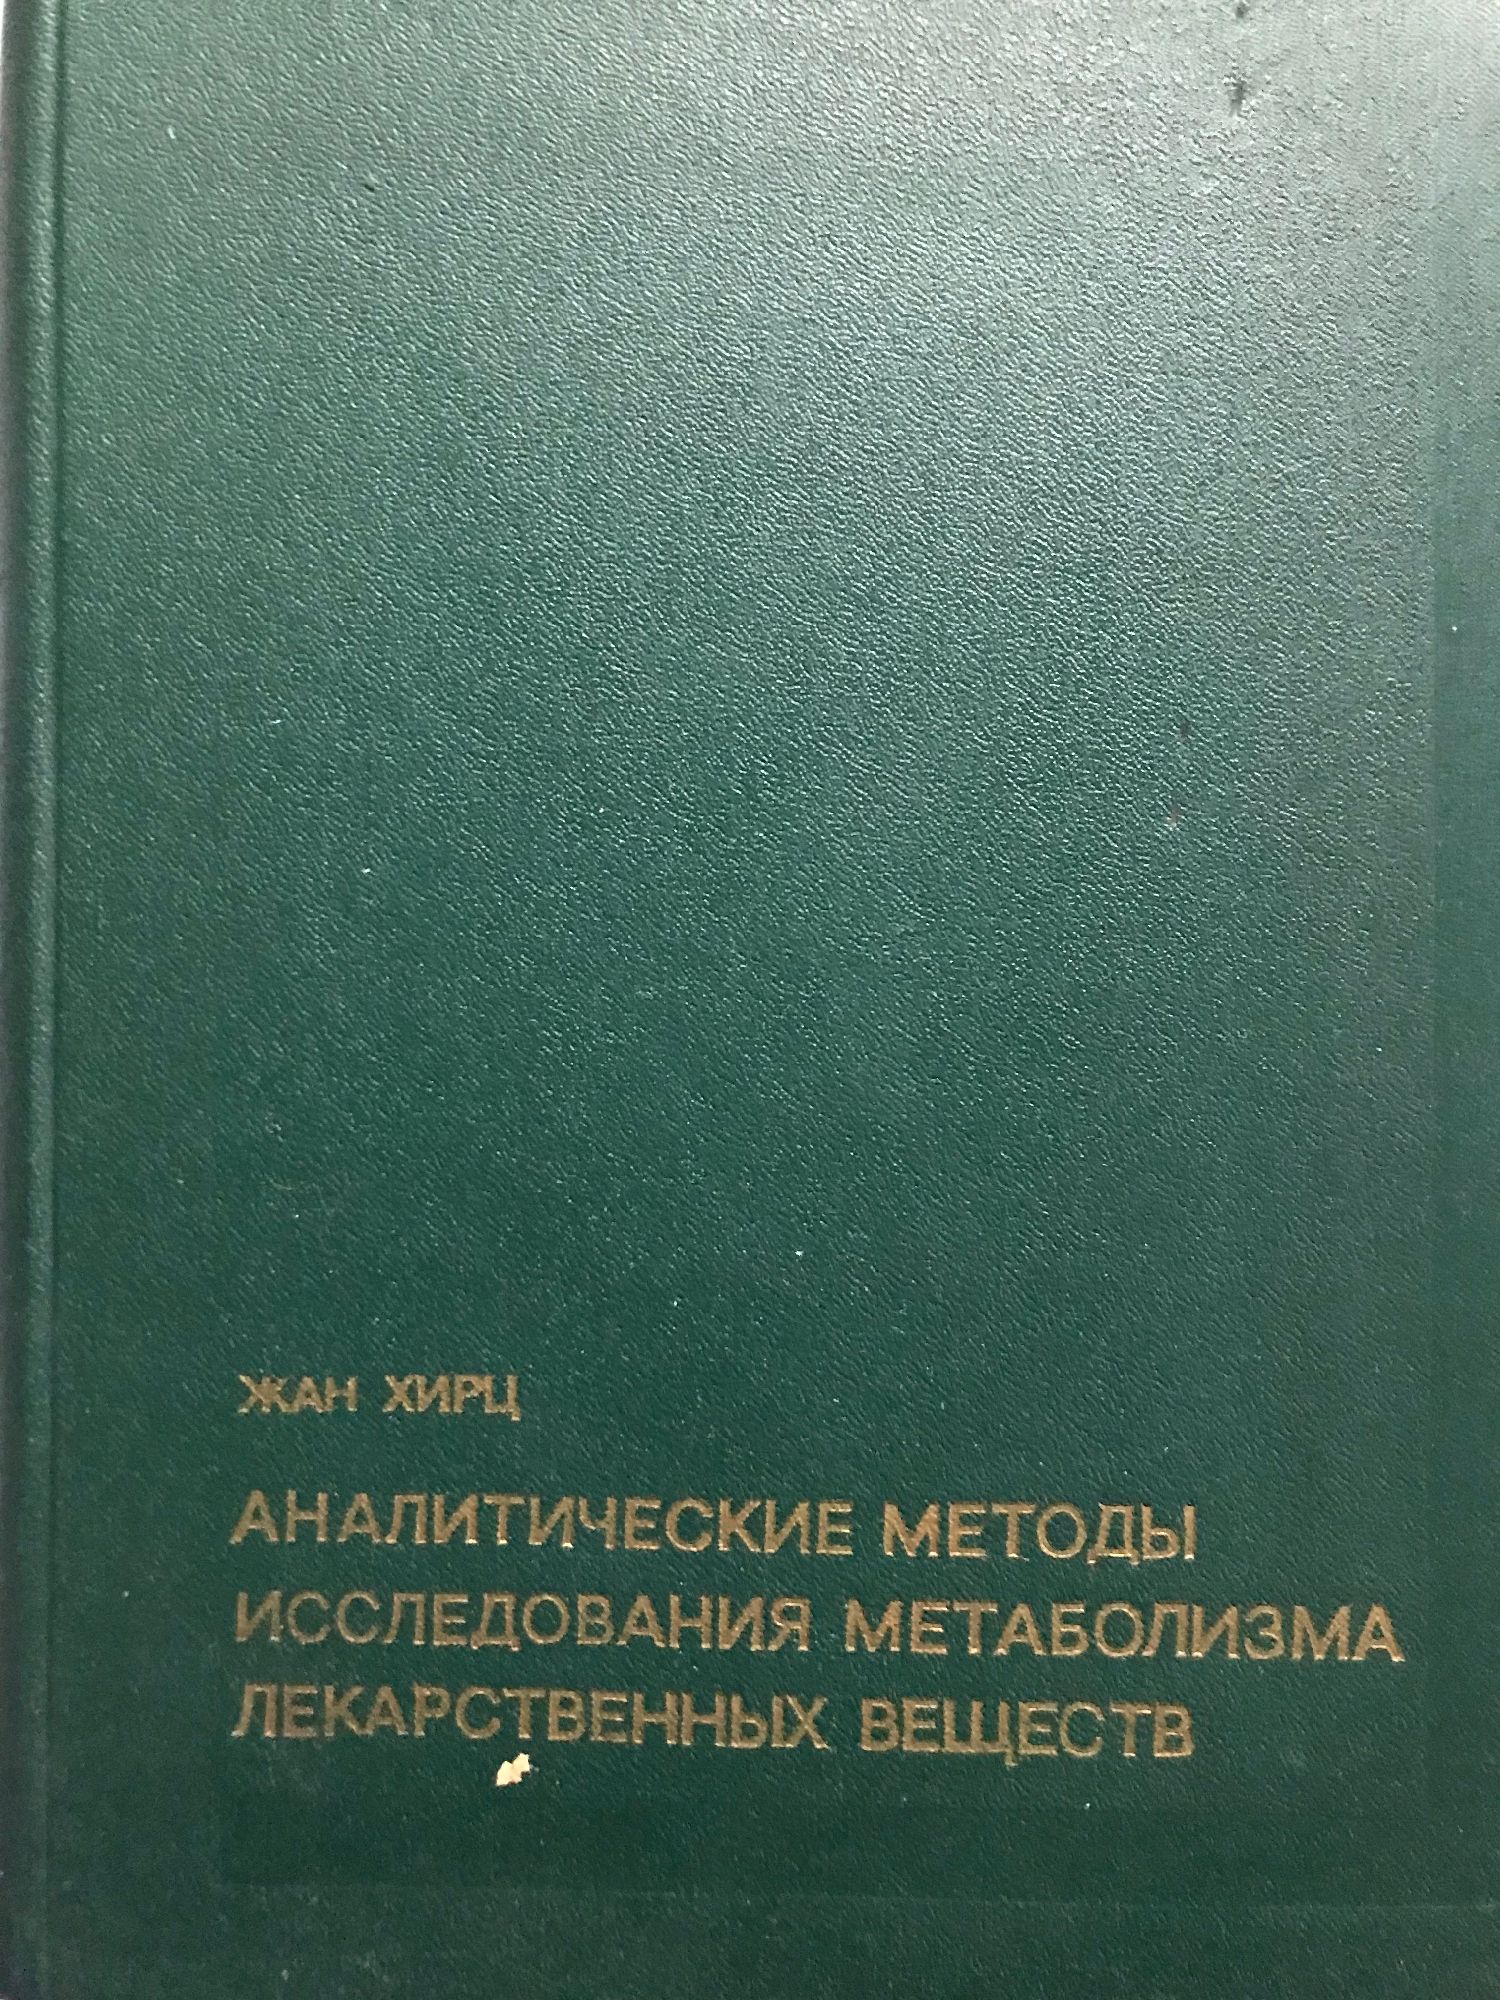 ЖАН ХИРЦ
АНАЛИТИЧЕСКИЕ МЕТОДЫ
ИССЛЕДОВАНИЯ МЕТАБОЛИЗМА
ЛЕКАРСТВЕННЫХ ВЕЩЕСТВ